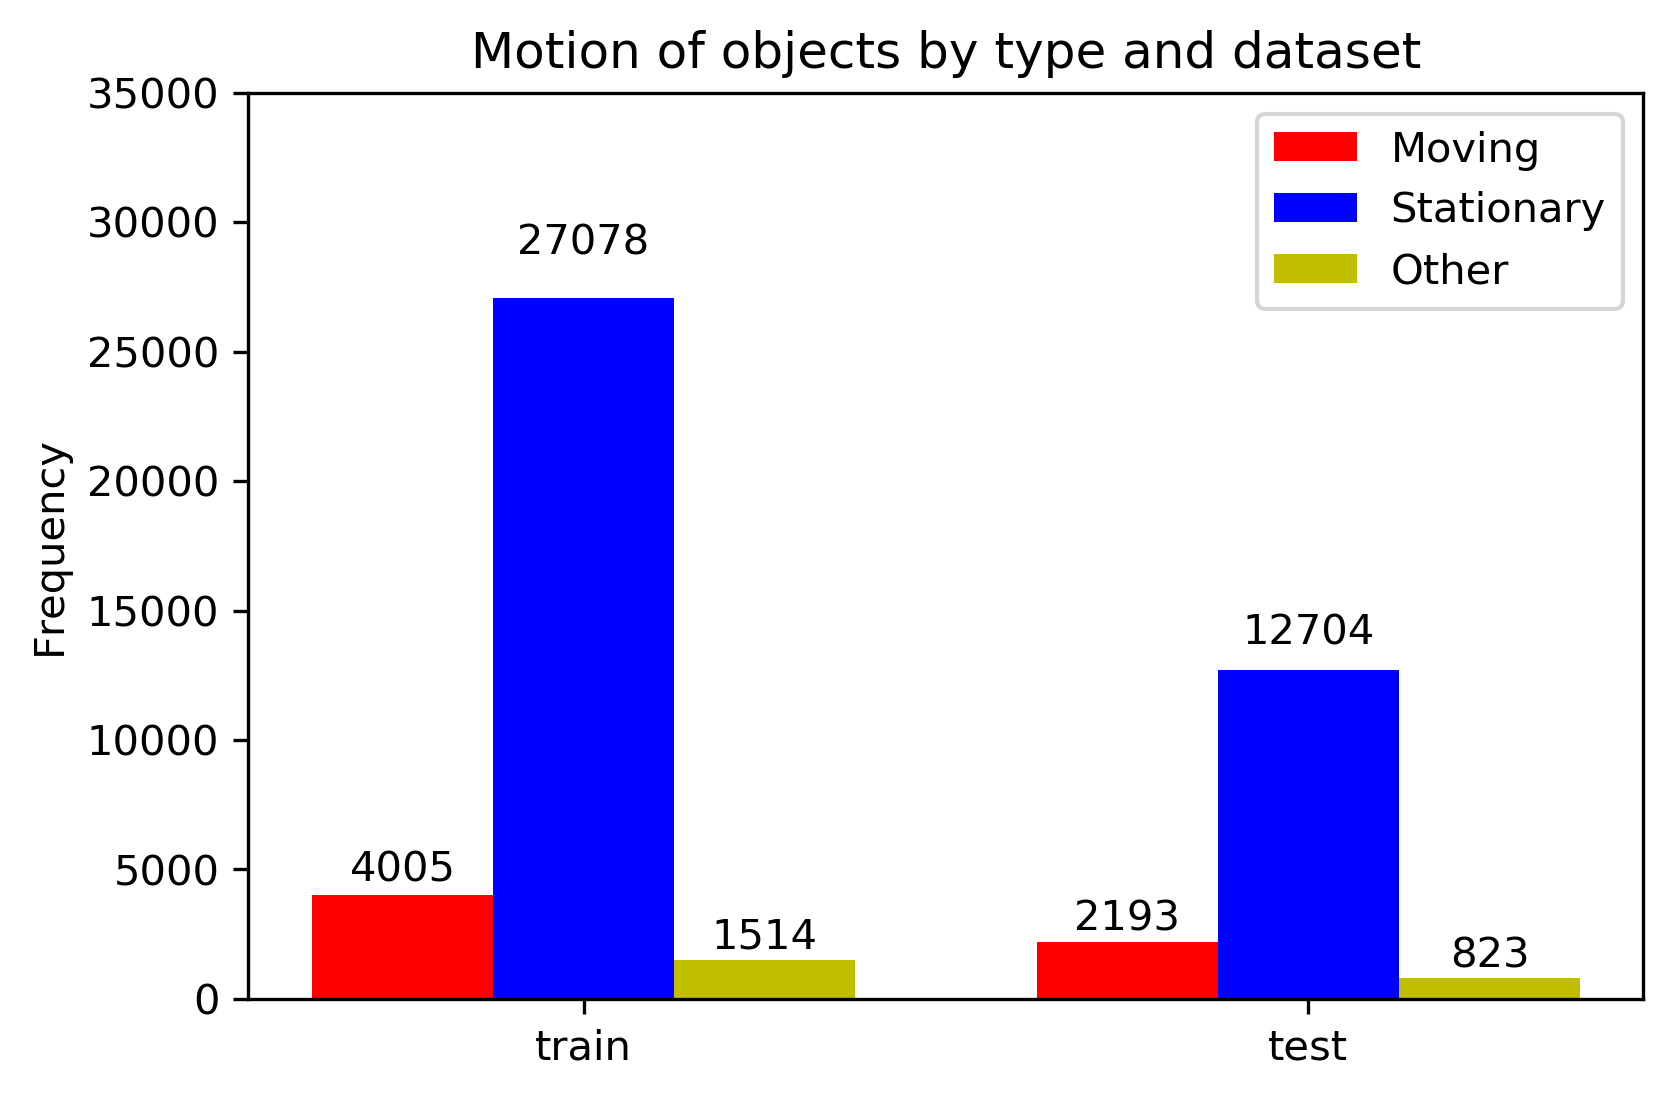 Motion of objects by type and dataset
35000
30000
25000
20000
15000
10000
5000
0
Frequency
Moving
Stationary
Other
27078
4005
1514
12704
2193
823
train
test